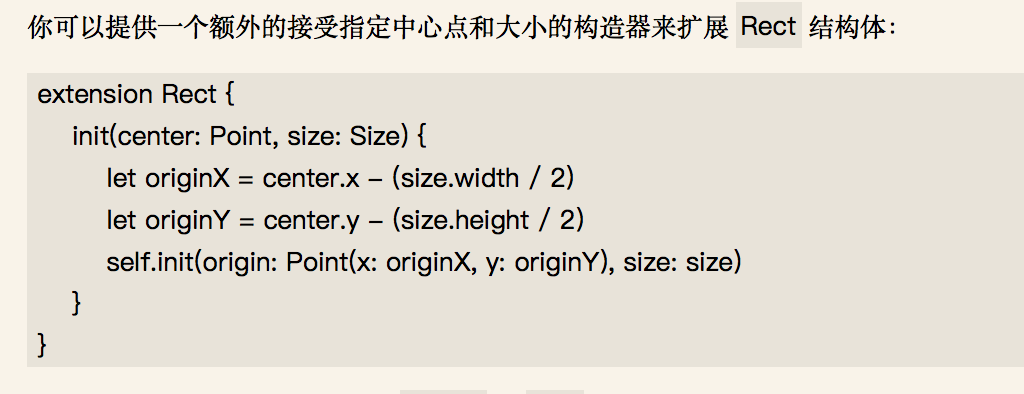 你可以提供一个额外的接受指定中心点和大小的构造器来扩展 Rect 结构体：
extension Rect {
init(center: Point, size: Size) {
let originX = center.x - (size.width / 2)
let originY = center.y - (size.height / 2)
self.init(origin: Point(x: originX, y: originY), size: size)
}
}